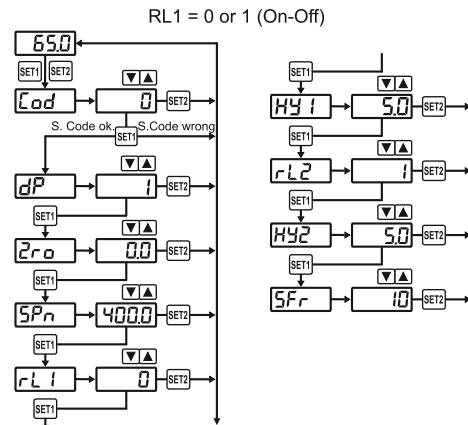 RL1 = 0 or 1 (On-Off)
65.0
SET1 SET2
Cod 0 SET2
S. Code ok. SET1 S.Code wrong
dP 1 SET2
SET1
Zro 0.0 SET2
SET1
SPn 400.0 SET2
SET1
rL1 0 SET2
SET1
SET1
HY1 5.0 SET2
SET1
rL2 1 SET2
SET1
HY2 5.0 SET2
SET1
SFr 10 SET2